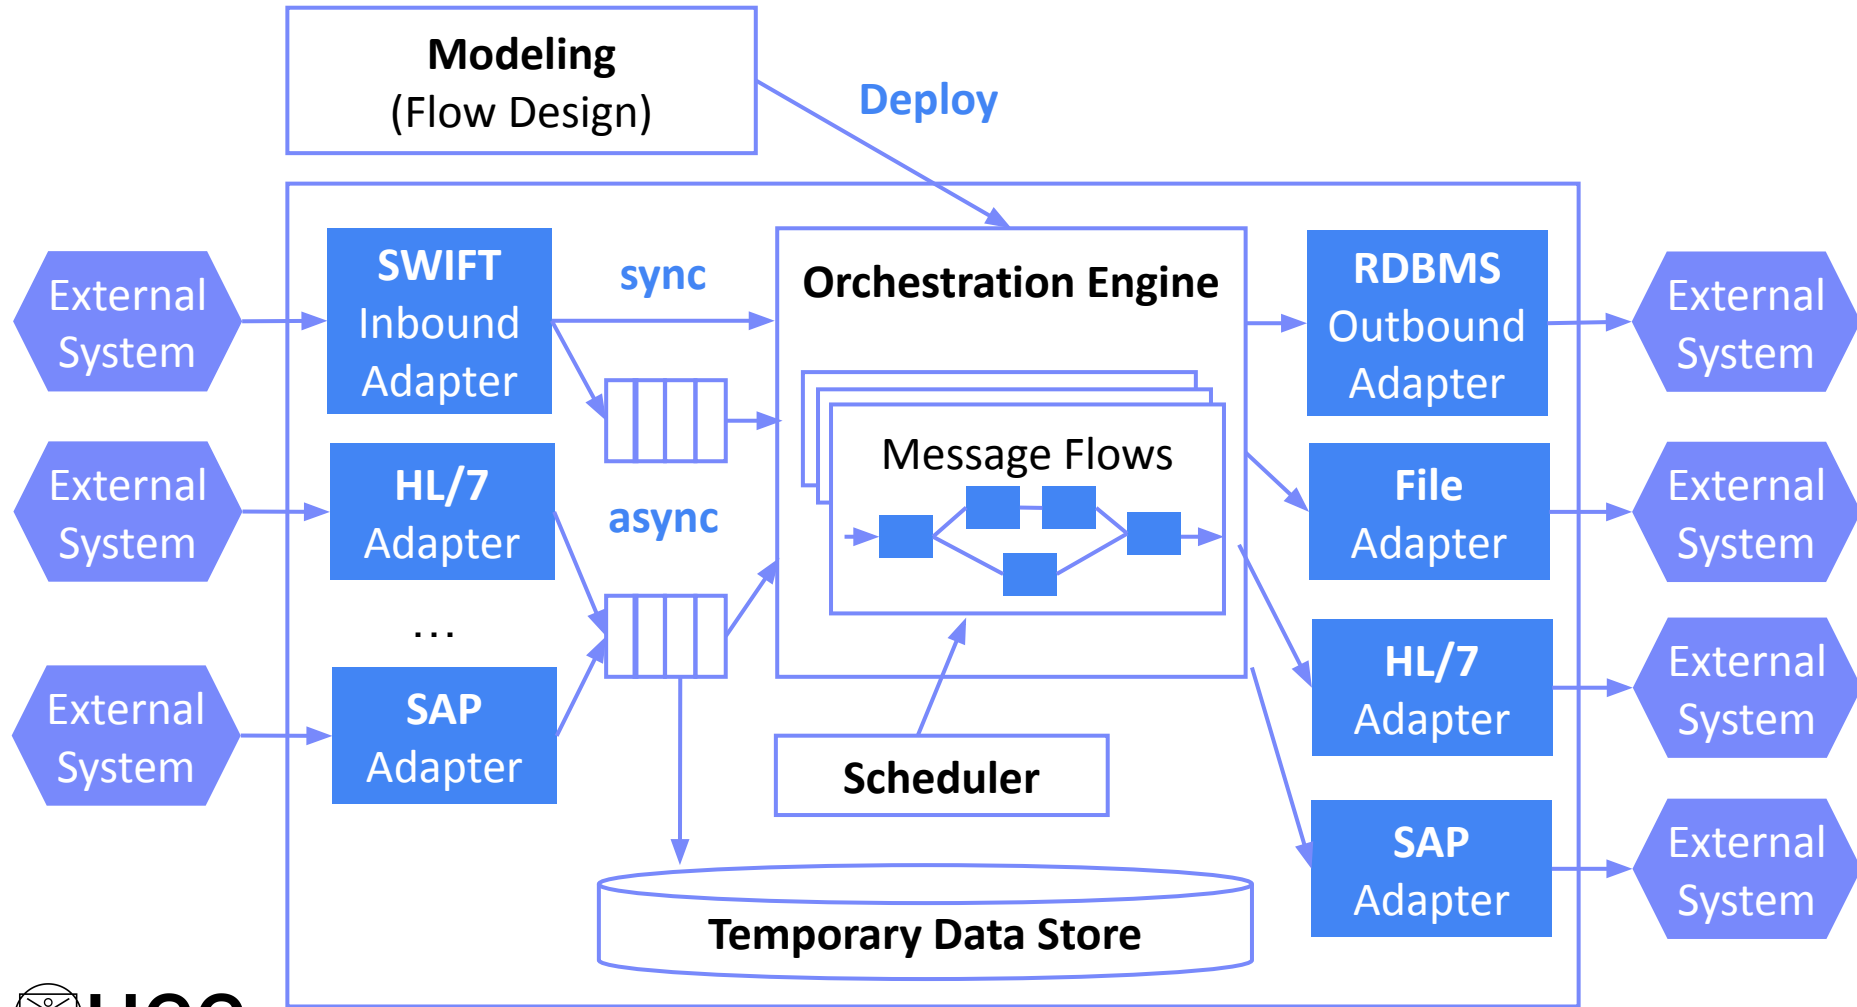 Modeling
(Flow Design)
Deploy
External
System
SWIFT
Inbound
Adapter
sync
Orchestration Engine
RDBMS
Outbound
Adapter
External
System
External
System
HL/7
Adapter
async
Message Flows
File
Adapter
External
System
...
External
System
SAP
Adapter
Scheduler
HL/7
Adapter
External
System
Temporary Data Store
SAP
Adapter
External
System